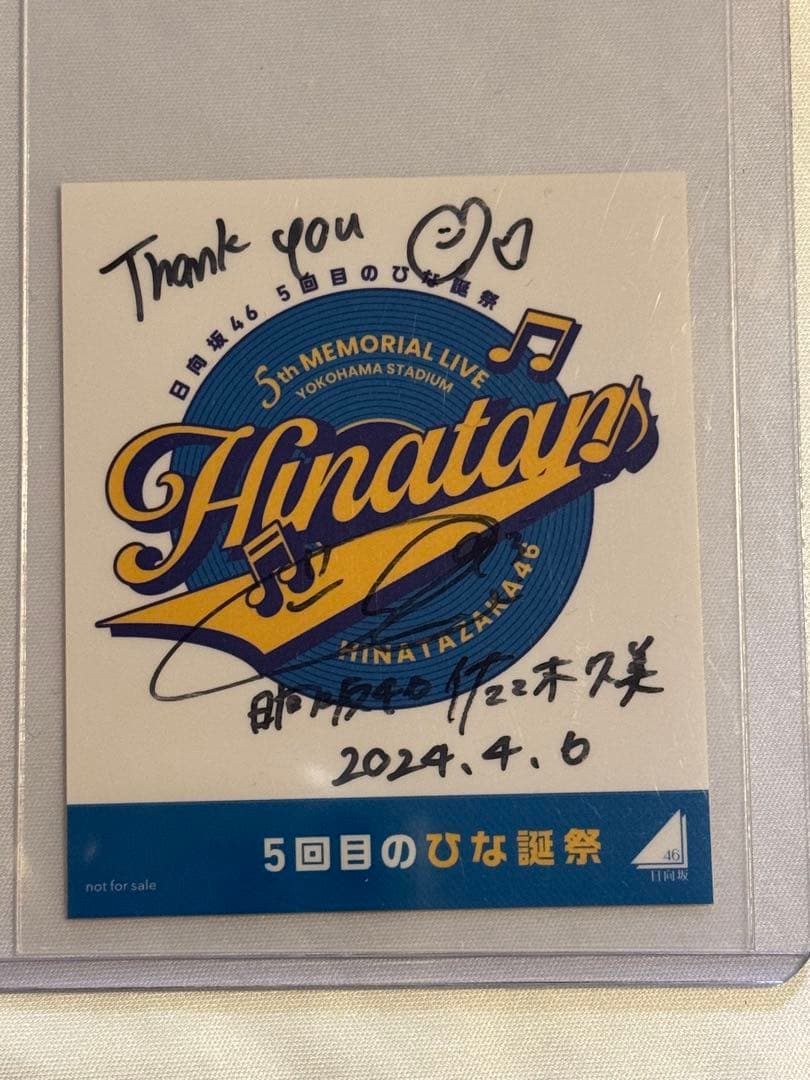 Thank you
日向坂46 5回目のひな誕祭
5th MEMORIAL LIVE
YOKOHAMA STADIUM
Hinatans
HINATAZAKA46
日向坂46 佐々木久美
2024.4.6
5回目のひな誕祭
46
日向坂
not for sale